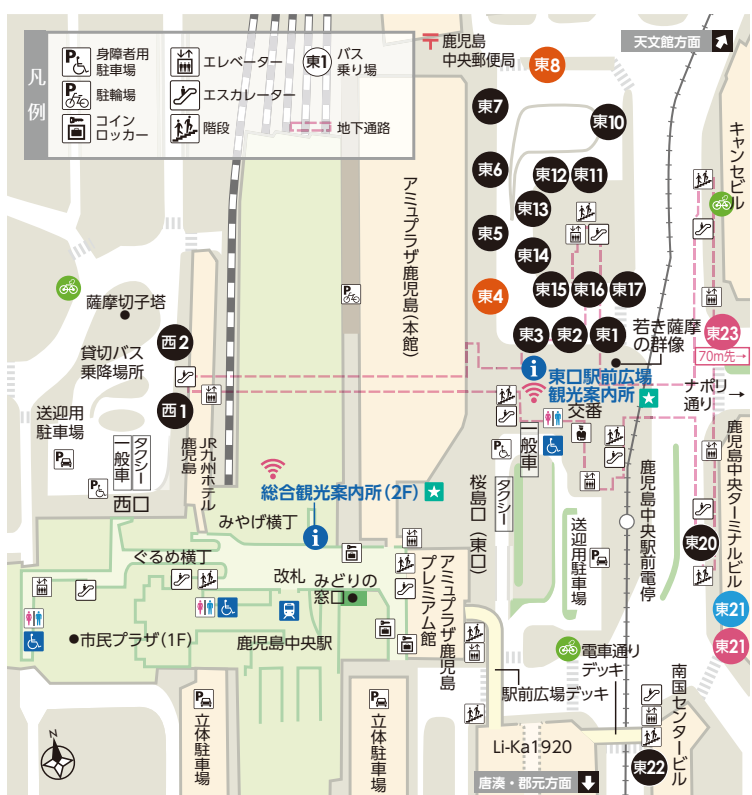 凡例
身障者用
駐車場
駐輪場
コイン
ロッカー
エレベーター
エスカレーター
階段
東1
バス
乗り場
地下通路
鹿児島
中央郵便局
天文館方面
東8
東7
東10
東6
東12
東11
東13
東5
東14
東4
東15
東16
東17
東3
東2
東1
キャンセビル
アミュプラザ鹿児島(本館)
薩摩切子塔
西2
貸切バス
乗降場所
西1
送迎用
駐車場
一般車
タクシー
西口
JR九州ホテル
鹿児島
若き薩摩
の群像
東23
70m先→
東口駅前広場
観光案内所
ナポリ
通り
交番
一般車
タクシー
桜島口(東口)
総合観光案内所(2F)
みやげ横丁
ぐるめ横丁
改札
みどりの
窓口
市民プラザ(1F)
鹿児島中央駅
アミュプラザ鹿児島
プレミアム館
送迎用駐車場
鹿児島中央駅前電停
鹿児島中央ターミナルビル
東20
東21
東21
電車通り
デッキ
駅前広場デッキ
南国センタービル
立体駐車場
立体駐車場
Li-Ka1920
東22
唐湊・郡元方面
N